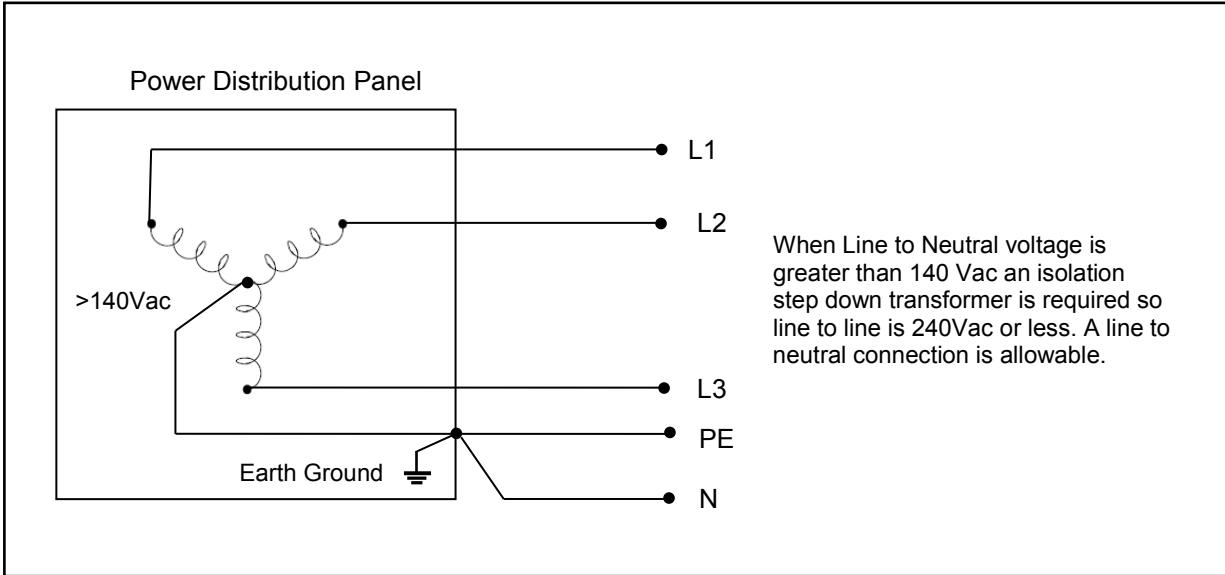 Power Distribution Panel
L1
L2
>140Vac
When Line to Neutral voltage is
greater than 140 Vac an isolation
step down transformer is required so
line to line is 240Vac or less. A line to
neutral connection is allowable.
L3
PE
Earth Ground
N